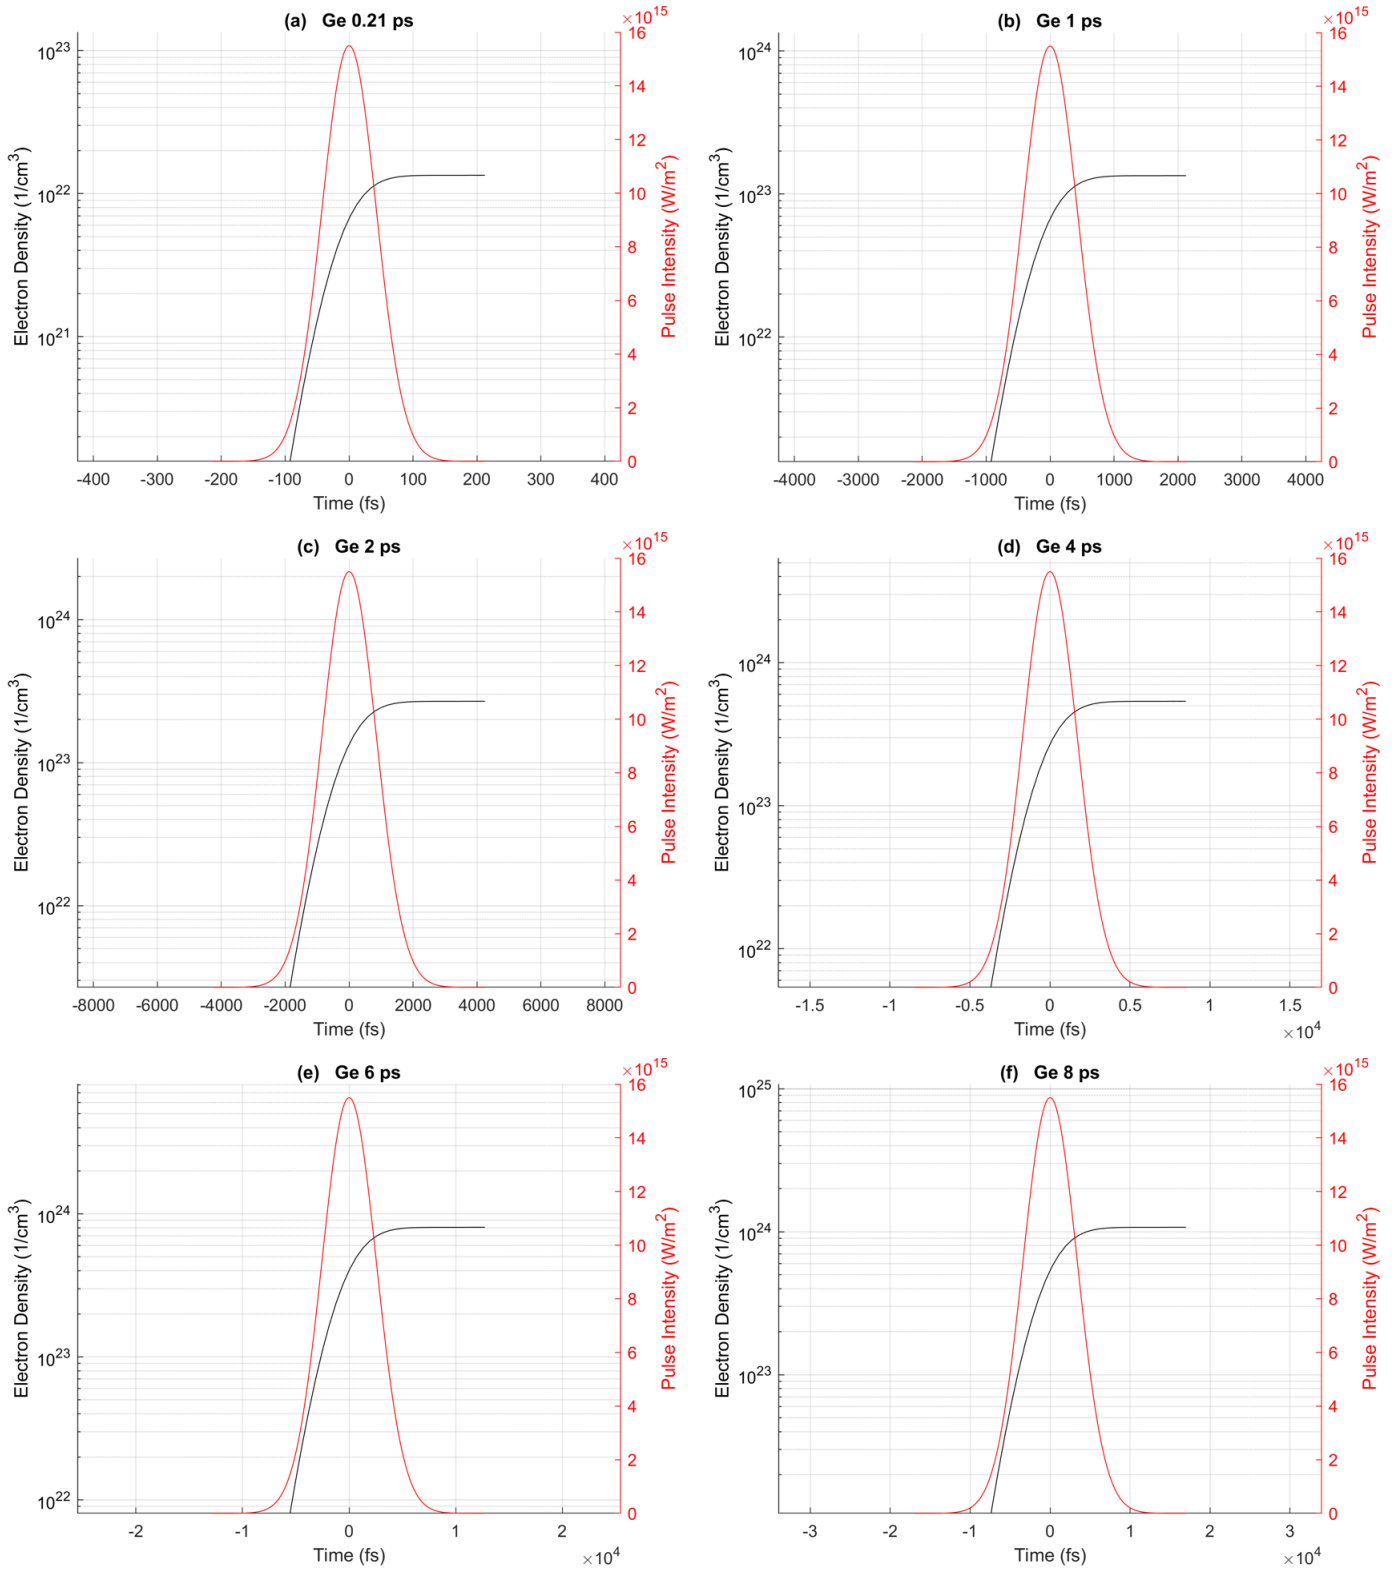 (a) Ge 0.21 ps
×10^15
Electron Density (1/cm^3)
10^23
10^22
10^21
16
14
12
10
8
6
4
2
0
Pulse Intensity (W/m^2)
-400 -300 -200 -100 0 100 200 300 400
Time (fs)
(b) Ge 1 ps
×10^15
Electron Density (1/cm^3)
10^24
10^23
10^22
16
14
12
10
8
6
4
2
0
Pulse Intensity (W/m^2)
-4000 -3000 -2000 -1000 0 1000 2000 3000 4000
Time (fs)
(c) Ge 2 ps
×10^15
Electron Density (1/cm^3)
10^24
10^23
10^22
16
14
12
10
8
6
4
2
0
Pulse Intensity (W/m^2)
-8000 -6000 -4000 -2000 0 2000 4000 6000 8000
Time (fs)
(d) Ge 4 ps
×10^15
Electron Density (1/cm^3)
10^24
10^23
10^22
16
14
12
10
8
6
4
2
0
Pulse Intensity (W/m^2)
-1.5 -1 -0.5 0 0.5 1 1.5
Time (fs)
×10^4
(e) Ge 6 ps
×10^15
Electron Density (1/cm^3)
10^24
10^23
10^22
16
14
12
10
8
6
4
2
0
Pulse Intensity (W/m^2)
-2 -1 0 1 2
Time (fs)
×10^4
(f) Ge 8 ps
×10^15
Electron Density (1/cm^3)
10^25
10^24
10^23
16
14
12
10
8
6
4
2
0
Pulse Intensity (W/m^2)
-3 -2 -1 0 1 2 3
Time (fs)
×10^4